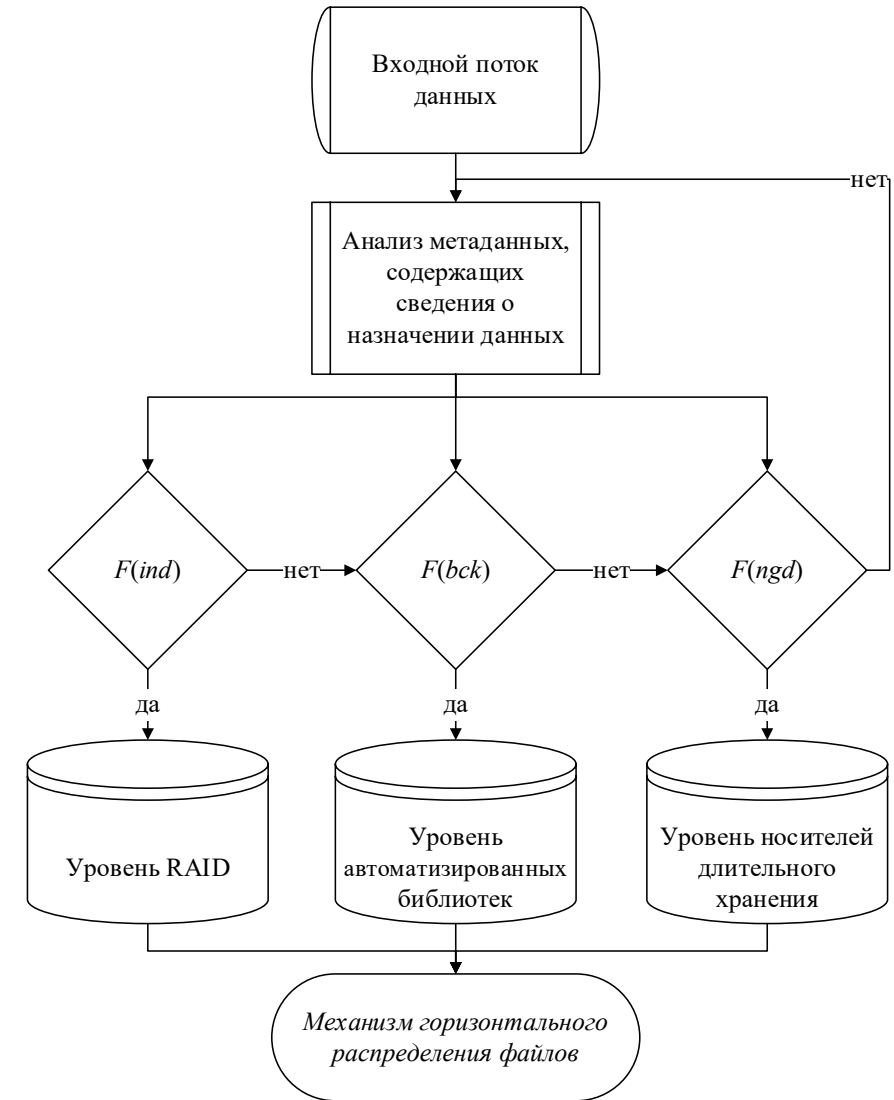 Входной поток
данных
нет
Анализ метаданных,
содержащих
сведения о
назначении данных
F(ind)
нет
F(bck)
нет
F(ngd)
да
да
да
Уровень RAID
Уровень
автоматизированных
библиотек
Уровень носителей
длительного
хранения
Механизм горизонтального
распределения файлов